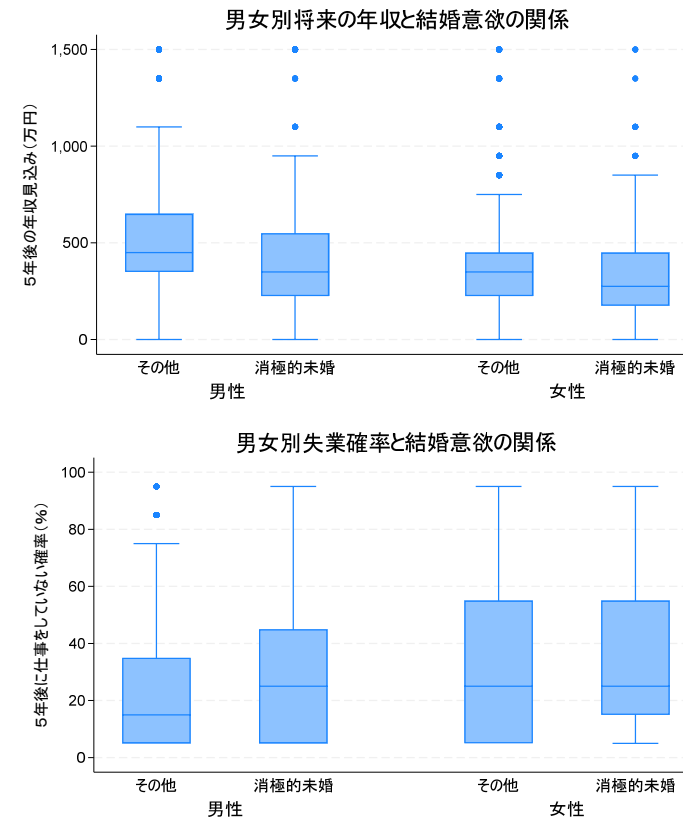 男女別将来の年収と結婚意欲の関係
5年後の年収見込み(万円)
1,500
1,000
500
0
その他 消極的未婚 その他 消極的未婚
男性 女性
男女別失業確率と結婚意欲の関係
5年後に仕事をしていない確率(%)
100
80
60
40
20
0
その他 消極的未婚 その他 消極的未婚
男性 女性